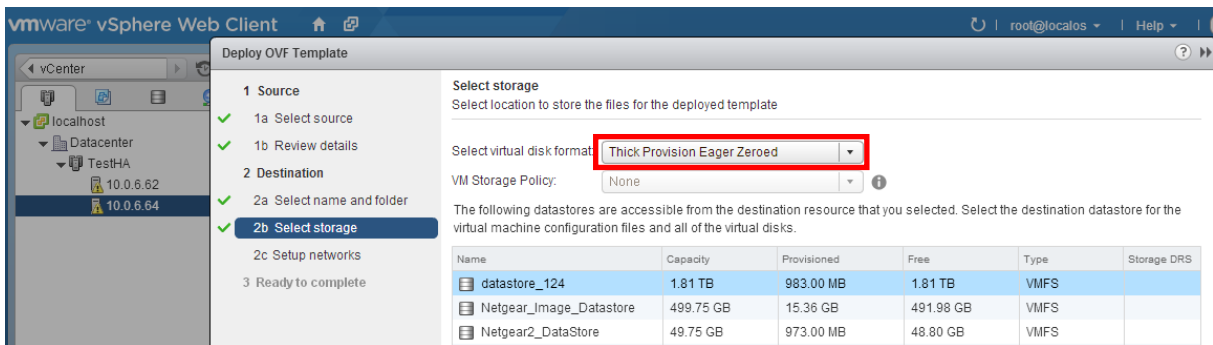 vmware® vSphere Web Client
root@localos
Help
Deploy OVF Template
vCenter
localhost
Datacenter
TestHA
10.0.6.62
10.0.6.64
1 Source
1a Select source
1b Review details
2 Destination
2a Select name and folder
2b Select storage
2c Setup networks
3 Ready to complete
Select storage
Select location to store the files for the deployed template
Select virtual disk format: Thick Provision Eager Zeroed
VM Storage Policy: None
The following datastores are accessible from the destination resource that you selected. Select the destination datastore for the
virtual machine configuration files and all of the virtual disks.
Name Capacity Provisioned Free Type Storage DRS
datastore_124 1.81 TB 983.00 MB 1.81 TB VMFS
Netgear_Image_Datastore 499.75 GB 15.36 GB 491.98 GB VMFS
Netgear2_DataStore 49.75 GB 973.00 MB 48.80 GB VMFS